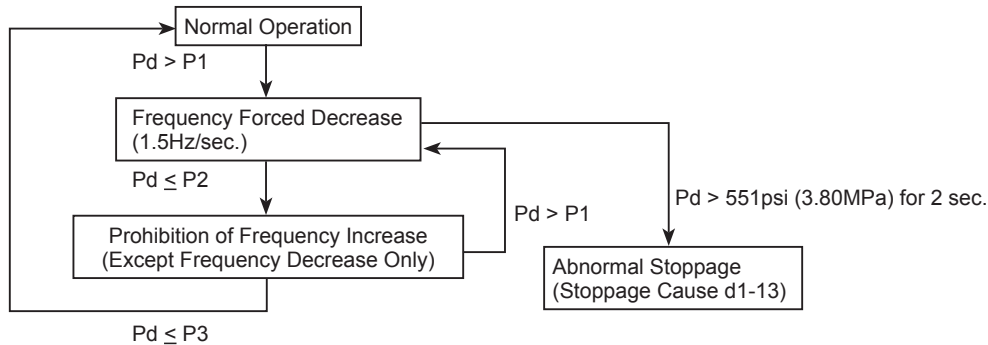 Normal Operation
Pd > P1
Frequency Forced Decrease
(1.5Hz/sec.)
Pd ≤ P2
Pd > P1
Pd > 551psi (3.80MPa) for 2 sec.
Prohibition of Frequency Increase
(Except Frequency Decrease Only)
Abnormal Stoppage
(Stoppage Cause d1-13)
Pd ≤ P3